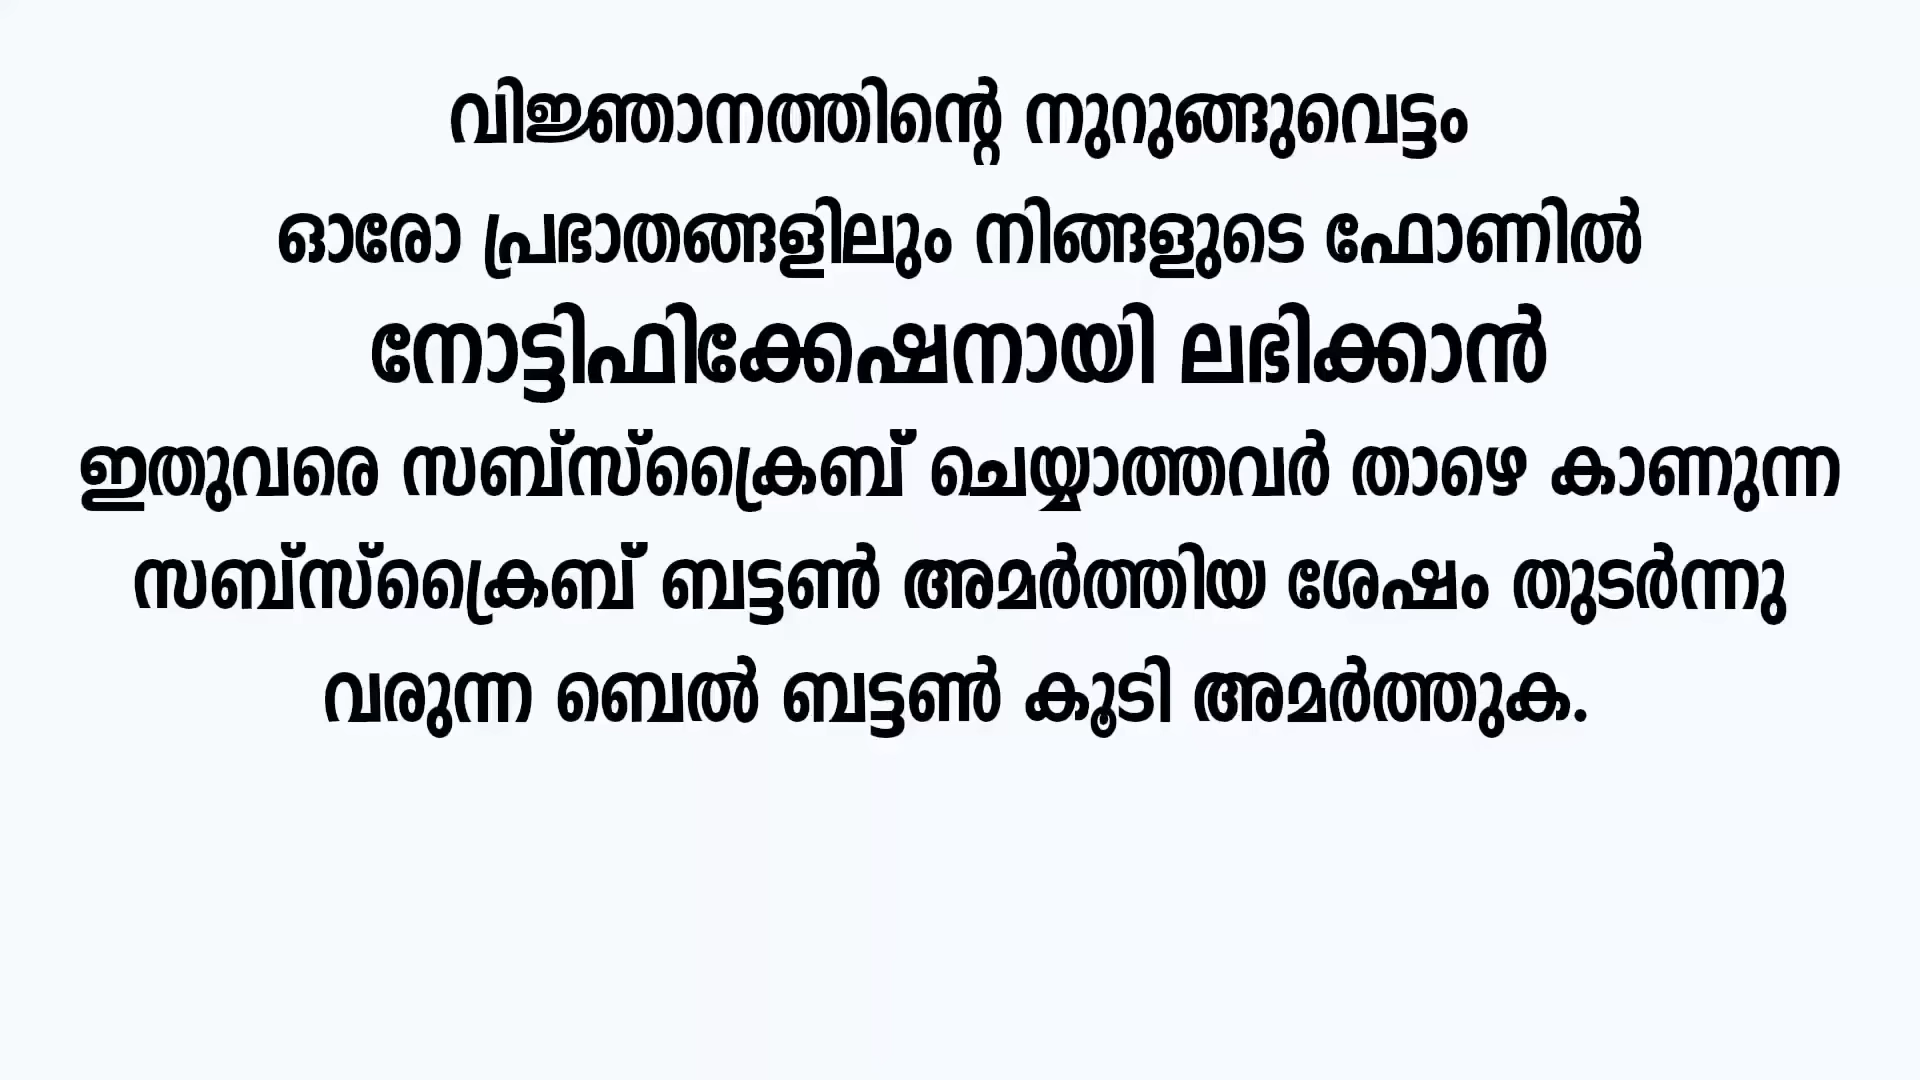 വിജ്ഞാനത്തിന്റെ നുറുങ്ങുവെട്ടം
ഓരോ പ്രഭാതങ്ങളിലും നിങ്ങളുടെ ഫോണിൽ
നോട്ടിഫിക്കേഷനായി ലഭിക്കാൻ
ഇതുവരെ സബ്സ്ക്രൈബ് ചെയ്യാത്തവർ താഴെ കാണുന്ന
സബ്സ്ക്രൈബ് ബട്ടൺ അമർത്തിയ ശേഷം തുടർന്നു
വരുന്ന ബെൽ ബട്ടൺ കൂടി അമർത്തുക.